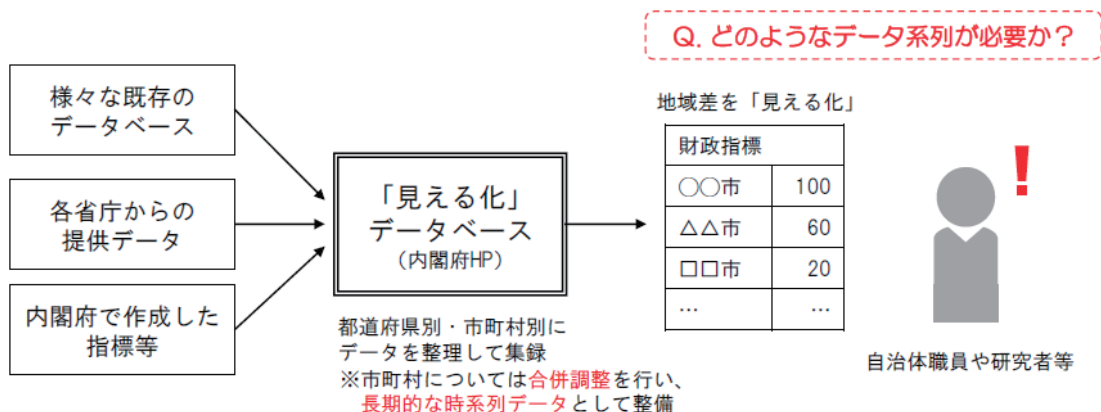 Q. どのようなデータ系列が必要か？
様々な既存の
データベース
各省庁からの
提供データ
内閣府で作成した
指標等
「見える化」
データベース
（内閣府HP）
都道府県別・市町村別に
データを整理して集録
※市町村については合併調整を行い、
長期的な時系列データとして整備
地域差を「見える化」
財政指標
○○市 100
△△市 60
□□市 20
… …
!
自治体職員や研究者等